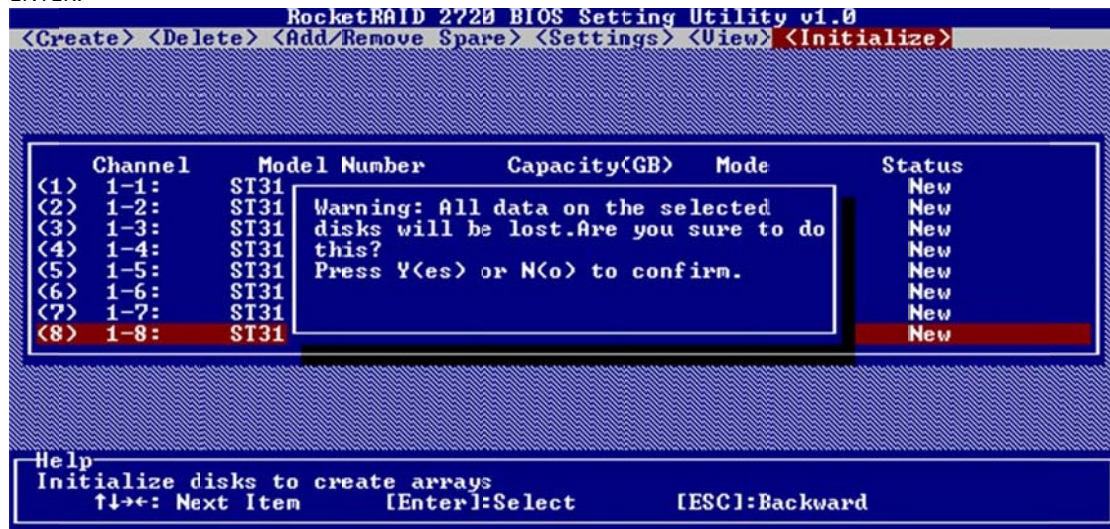 ENTER.
RocketRAID 2720 BIOS Setting Utility v1.0
<Create> <Delete> <Add/Remove Spare> <Settings> <View> <Initialize>
Channel Model Number Capacity(GB) Mode Status
(1) 1-1: ST31 New
(2) 1-2: ST31 New
(3) 1-3: ST31 New
(4) 1-4: ST31 New
(5) 1-5: ST31 New
(6) 1-6: ST31 New
(7) 1-7: ST31 New
(8) 1-8: ST31 New
Warning: All data on the selected
disks will be lost.Are you sure to do
this?
Press Y(es) or N(o) to confirm.
Help
Initialize disks to create arrays
↑↓→←: Next Item [Enter]:Select [ESC]:Backward